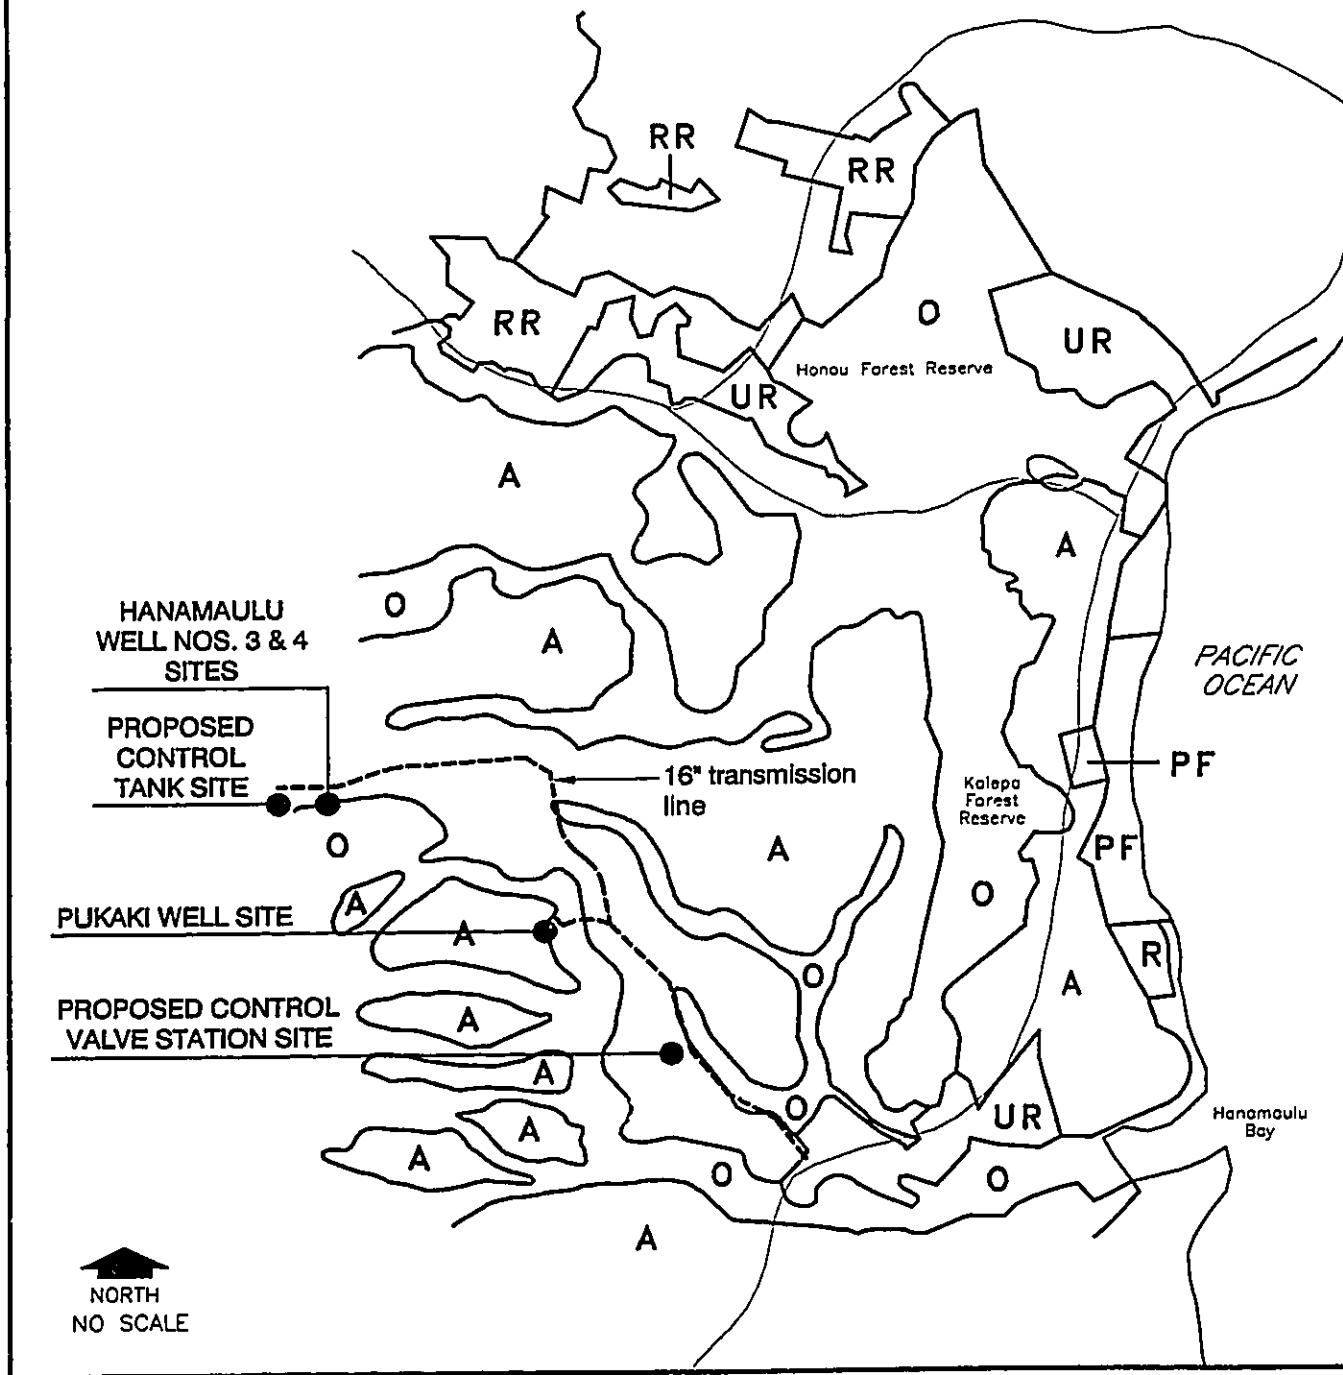 RR
RR
RR
O
UR
Honou Forest Reserve
UR
A
A
O
HANAMAULU
WELL NOS. 3 & 4
SITES
A
PACIFIC
OCEAN
PROPOSED
CONTROL
TANK SITE
16" transmission
line
PF
Kalepa
Forest
Reserve
O
A
PF
A
O
PUKAKI WELL SITE
A
R
O
A
PROPOSED CONTROL
VALVE STATION SITE
A
A
O
UR
Hanamaulu
Bay
A
A
O
O
A
NORTH
NO SCALE